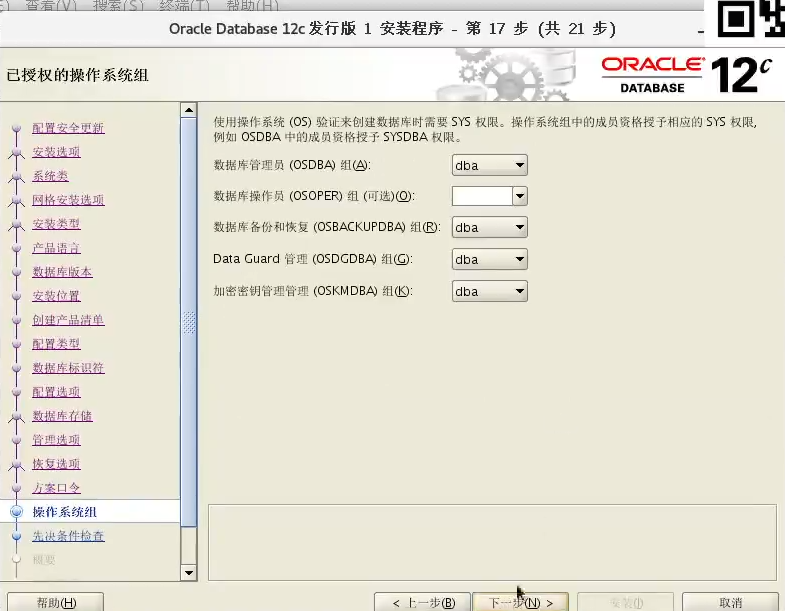 查看(V) 搜索(S) 终端(T) 帮助(H)
Oracle Database 12c 发行版 1 安装程序 - 第 17 步 (共 21 步)
已授权的操作系统组
ORACLE
DATABASE
12c
配置安全更新
安装选项
系统类
网格安装选项
安装类型
产品语言
数据库版本
安装位置
创建产品清单
配置类型
数据库标识符
配置选项
数据库存储
管理选项
恢复选项
方案口令
操作系统组
先决条件检查
概要
使用操作系统 (OS) 验证来创建数据库时需要 SYS 权限。操作系统组中的成员资格授予相应的 SYS 权限,
例如 OSDBA 中的成员资格授予 SYSDBA 权限。
数据库管理员 (OSDBA) 组(A): dba
数据库操作员 (OSOPER) 组 (可选)(O):
数据库备份和恢复 (OSBACKUPDBA) 组(R): dba
Data Guard 管理 (OSDGDBA) 组(G): dba
加密密钥管理管理 (OSKMDBA) 组(K): dba
帮助(H) < 上一步(B) 下一步(N) > 安装(I) 取消